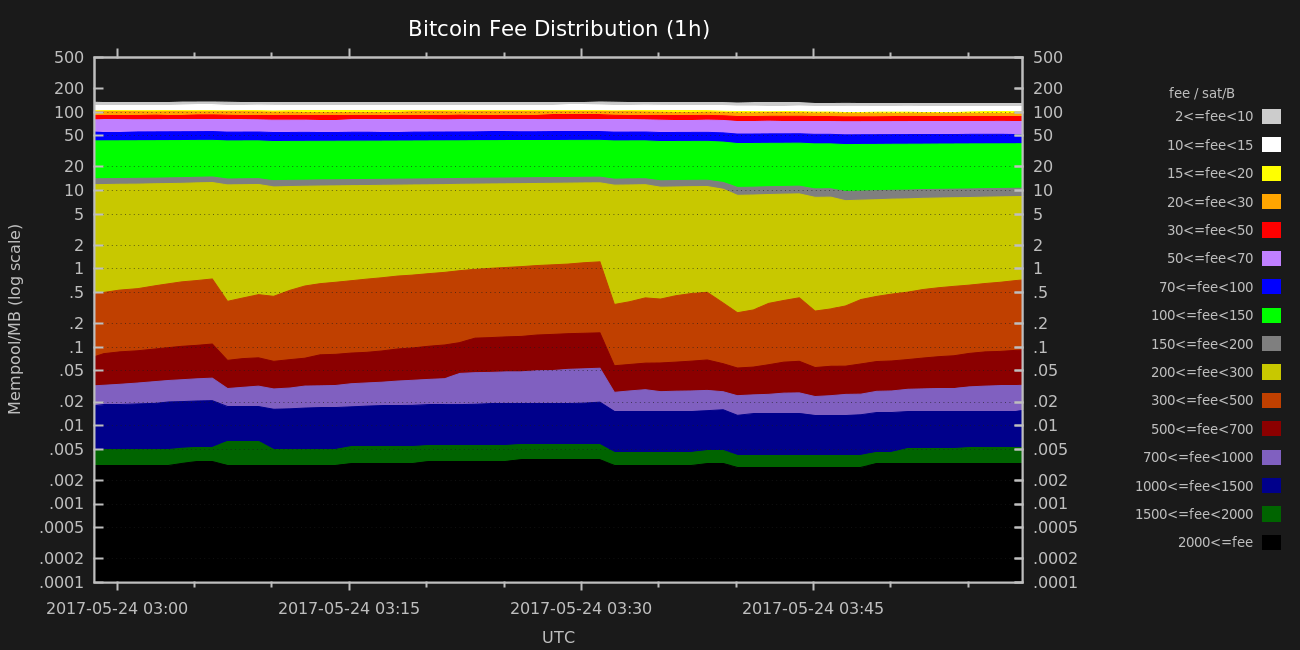 Bitcoin Fee Distribution (1h)
500
200
100
50
20
10
5
2
1
.5
.2
.1
.05
.02
.01
.005
.002
.001
.0005
.0002
.0001
Mempool/MB (log scale)
500
200
100
50
20
10
5
2
1
.5
.2
.1
.05
.02
.01
.005
.002
.001
.0005
.0002
.0001
2017-05-24 03:00 2017-05-24 03:15 2017-05-24 03:30 2017-05-24 03:45
UTC
fee / sat/B
2<=fee<10
10<=fee<15
15<=fee<20
20<=fee<30
30<=fee<50
50<=fee<70
70<=fee<100
100<=fee<150
150<=fee<200
200<=fee<300
300<=fee<500
500<=fee<700
700<=fee<1000
1000<=fee<1500
1500<=fee<2000
2000<=fee